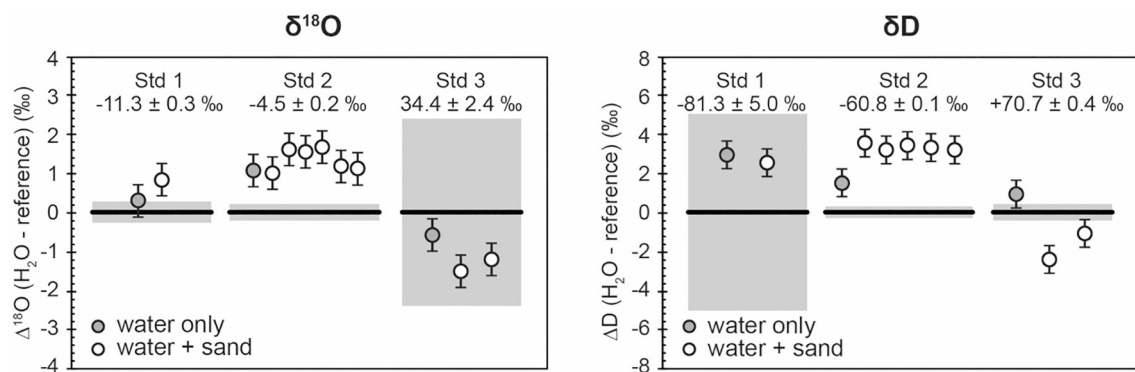 δ¹⁸O
Δ¹⁸O (H₂O - reference) (‰)
4
3
2
1
0
-1
-2
-3
-4
Std 1
-11.3 ± 0.3 ‰
Std 2
-4.5 ± 0.2 ‰
Std 3
34.4 ± 2.4 ‰
water only
water + sand
δD
ΔD (H₂O - reference) (‰)
8
6
4
2
0
-2
-4
-6
-8
Std 1
-81.3 ± 5.0 ‰
Std 2
-60.8 ± 0.1 ‰
Std 3
+70.7 ± 0.4 ‰
water only
water + sand